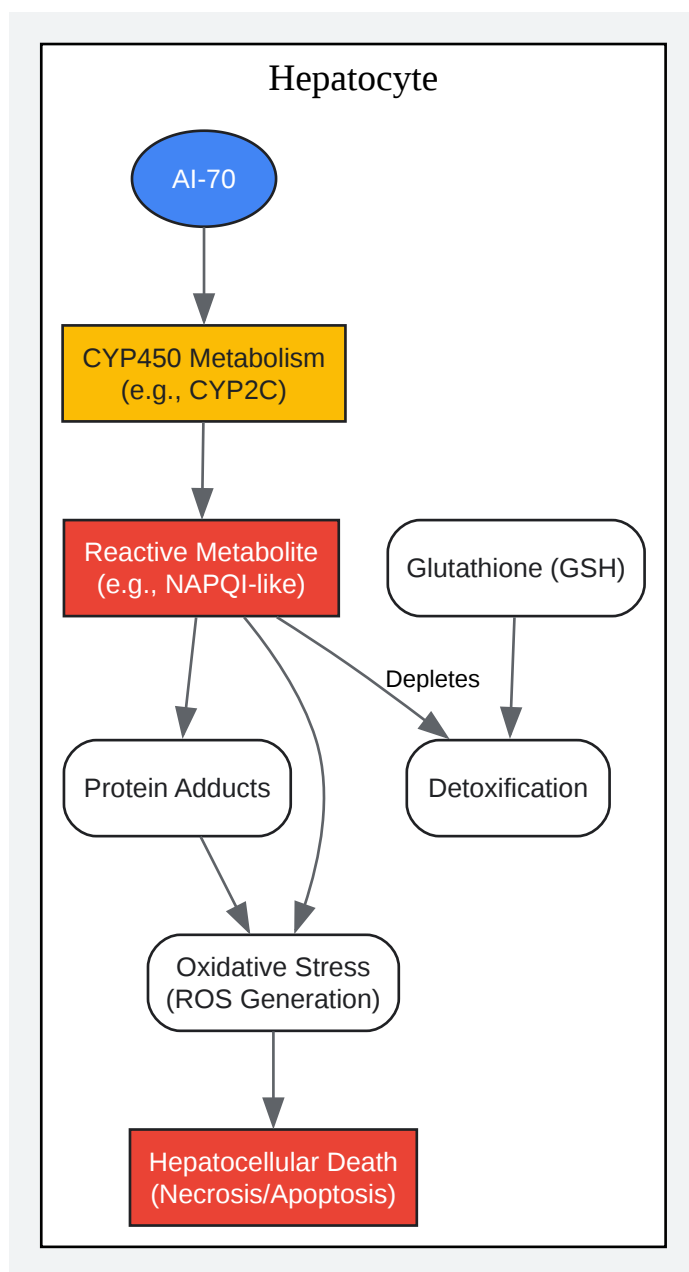 Hepatocyte
AI-70
CYP450 Metabolism
(e.g., CYP2C)
Reactive Metabolite
(e.g., NAPQI-like)
Glutathione (GSH)
Depletes
Protein Adducts
Detoxification
Oxidative Stress
(ROS Generation)
Hepatocellular Death
(Necrosis/Apoptosis)